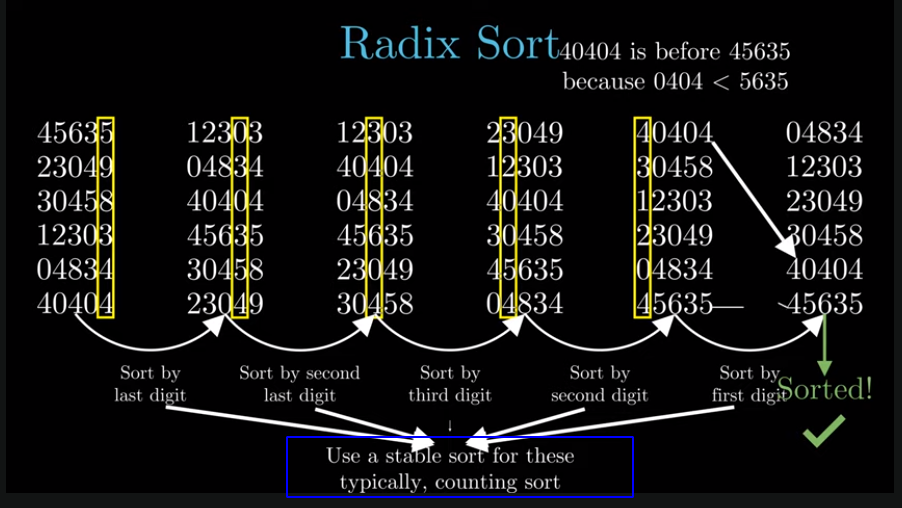 Radix Sort
40404 is before 45635
because 0404 < 5635
45635 12303 12303 23049 40404 04834
23049 04834 40404 12303 30458 12303
30458 40404 04834 40404 12303 23049
12303 45635 45635 30458 23049 30458
04834 30458 23049 45635 04834 40404
40404 23049 30458 04834 45635 45635
Sort by
last digit
Sort by second
last digit
Sort by
third digit
Sort by
second digit
Sort by
first digit
Sorted!
Use a stable sort for these
typically, counting sort